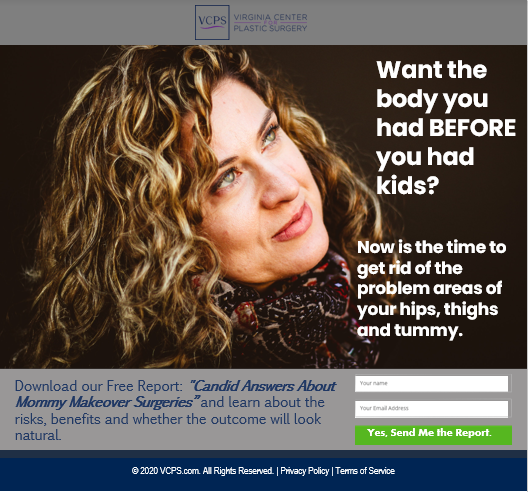 VCPS
VIRGINIA CENTER
FOR
PLASTIC SURGERY
Want the
body you
had BEFORE
you had
kids?
Now is the time to
get rid of the
problem areas of
your hips, thighs
and tummy.
Download our Free Report: “Candid Answers About
Mommy Makeover Surgeries” and learn about the
risks, benefits and whether the outcome will look
natural.
Your name
Your Email Address
Yes, Send Me the Report.
© 2020 VCPS.com. All Rights Reserved. | Privacy Policy | Terms of Service